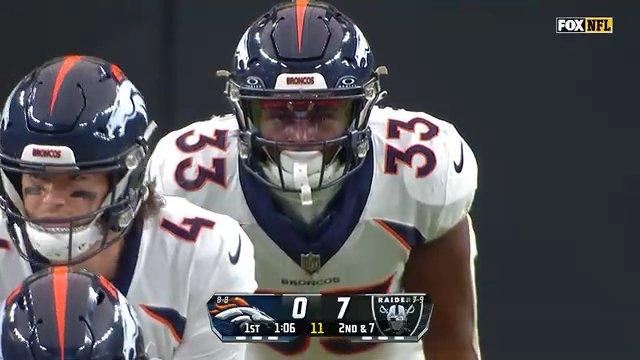 FOX NFL
BRONCOS
33 33
BRONCOS
4
BRONCOS
8-8 0 7 RAIDERS 7-9
1ST 1:06 11 2ND & 7